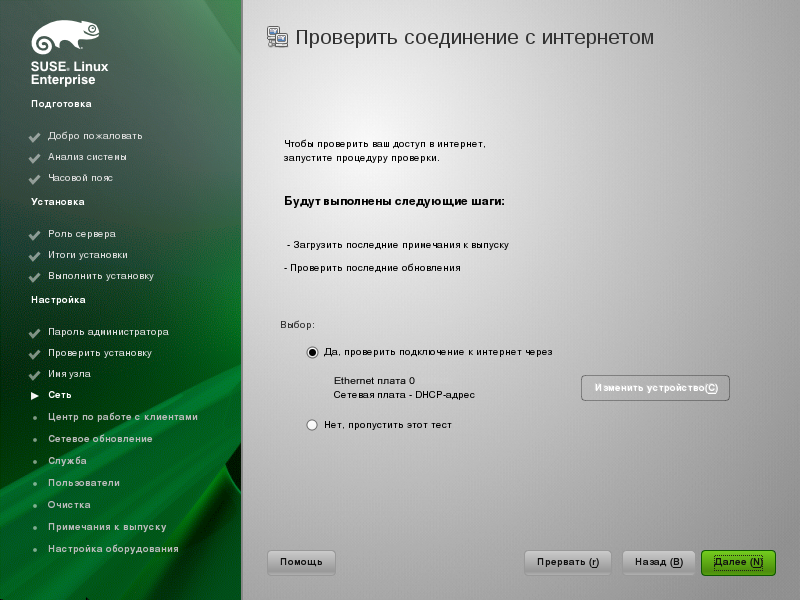 SUSE® Linux
Enterprise
Подготовка
Добро пожаловать
Анализ системы
Часовой пояс
Установка
Роль сервера
Итоги установки
Выполнить установку
Настройка
Пароль администратора
Проверить установку
Имя узла
Сеть
Центр по работе с клиентами
Сетевое обновление
Служба
Пользователи
Очистка
Примечания к выпуску
Настройка оборудования
Проверить соединение с интернетом
Чтобы проверить ваш доступ в интернет,
запустите процедуру проверки.
Будут выполнены следующие шаги:
- Загрузить последние примечания к выпуску
- Проверить последние обновления
Выбор:
Да, проверить подключение к интернет через
Ethernet плата 0
Сетевая плата - DHCP-адрес
Изменить устройство(C)
Нет, пропустить этот тест
Помощь
Прервать (r)
Назад (B)
Далее (N)